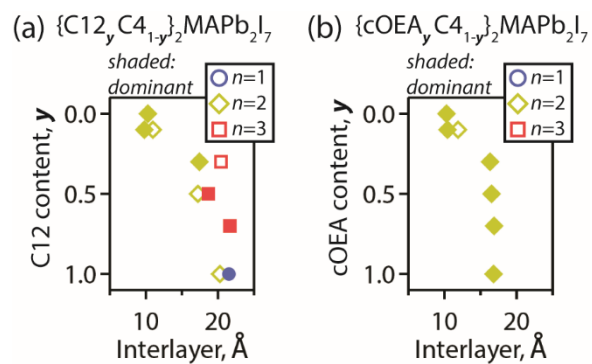 (a) {C12yC41-y}2MAPb2I7
shaded:
dominant
n=1
n=2
n=3
C12 content, y
0.0
0.5
1.0
10
20
Interlayer, Å
(b) {cOEAyC41-y}2MAPb2I7
shaded:
dominant
n=1
n=2
n=3
cOEA content, y
0.0
0.5
1.0
10
20
Interlayer, Å